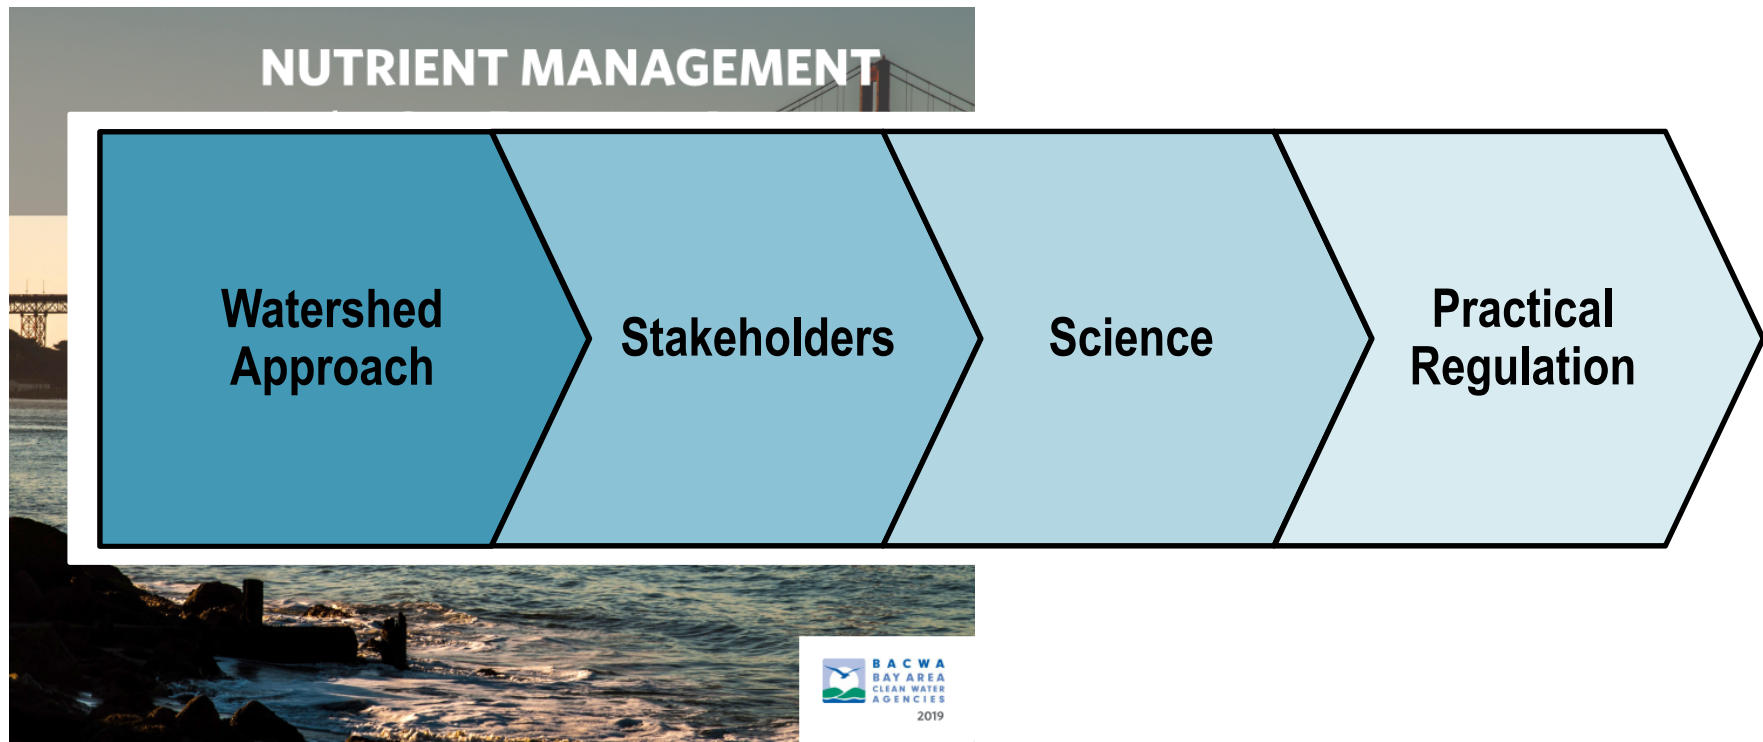 NUTRIENT MANAGEMENT
Watershed
Approach
Stakeholders
Science
Practical
Regulation
BACWA
BAY AREA
CLEAN WATER
AGENCIES
2019